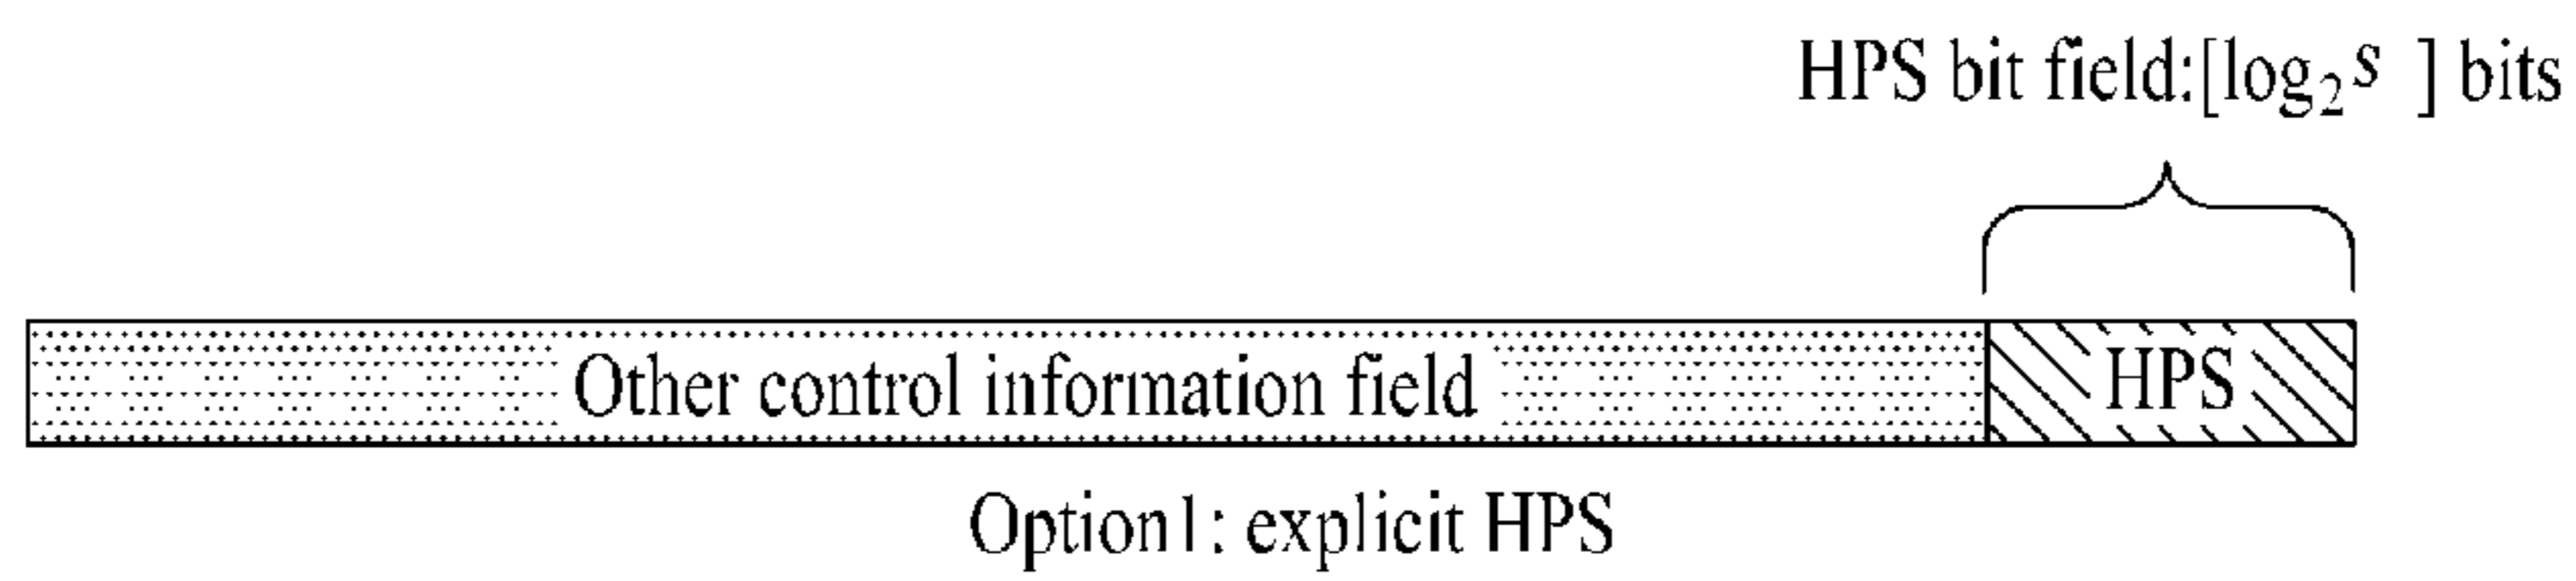 HPS bit field:[log₂s ] bits
Other control information field HPS
Option1: explicit HPS